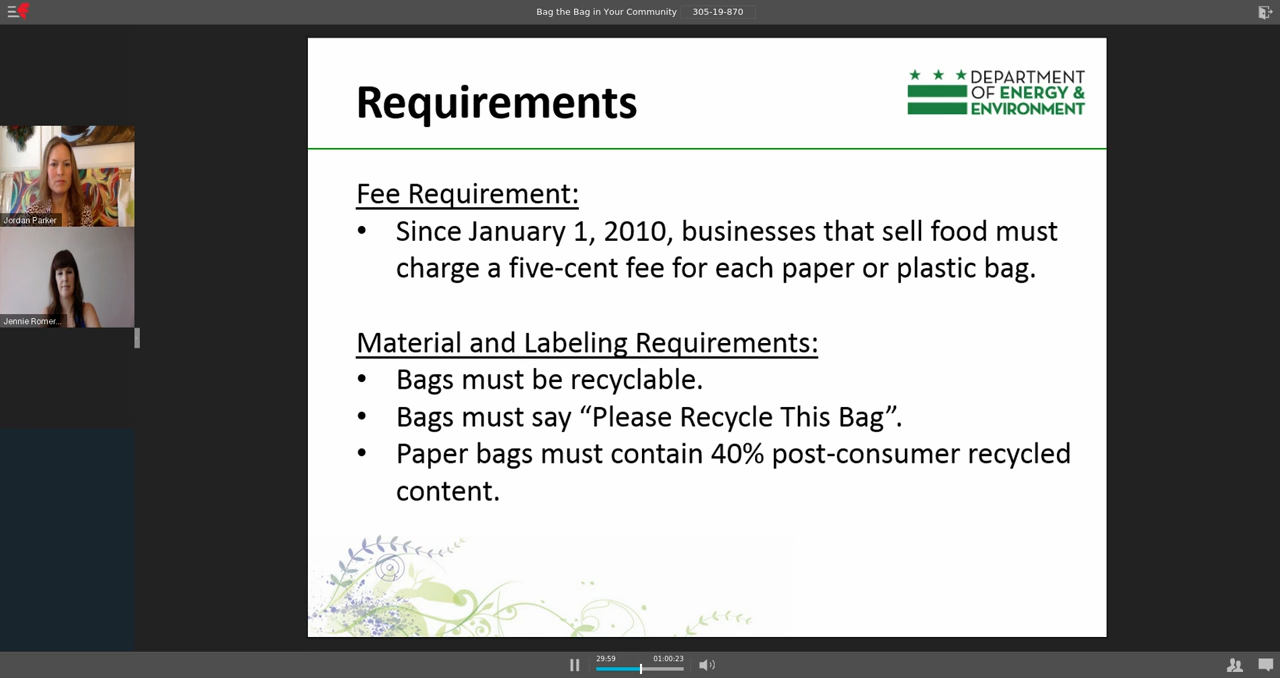 Bag the Bag in Your Community 305-19-870
Requirements
DEPARTMENT
OF ENERGY &
ENVIRONMENT
Jordan Parker
Jennie Romer...
Fee Requirement:
• Since January 1, 2010, businesses that sell food must
charge a five-cent fee for each paper or plastic bag.
Material and Labeling Requirements:
• Bags must be recyclable.
• Bags must say “Please Recycle This Bag”.
• Paper bags must contain 40% post-consumer recycled
content.
29:59 01:00:23